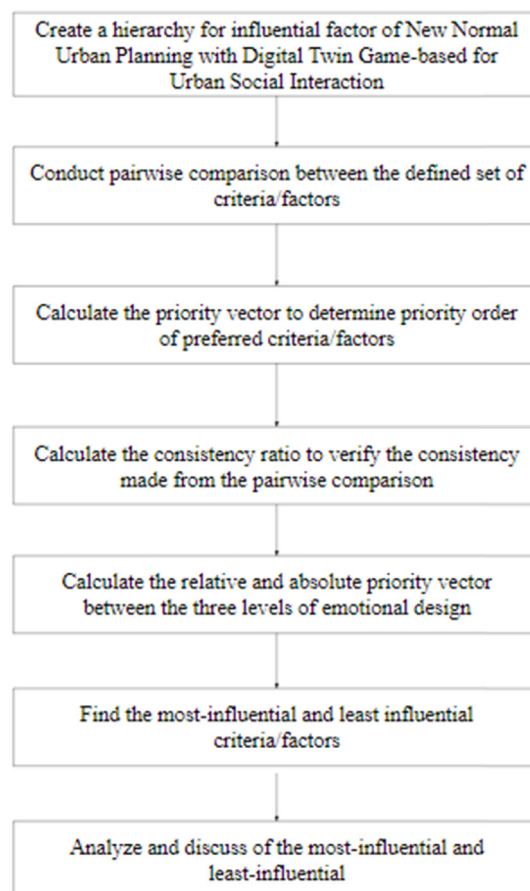 Create a hierarchy for influential factor of New Normal
Urban Planning with Digital Twin Game-based for
Urban Social Interaction
Conduct pairwise comparison between the defined set of
criteria/factors
Calculate the priority vector to determine priority order
of preferred criteria/factors
Calculate the consistency ratio to verify the consistency
made from the pairwise comparison
Calculate the relative and absolute priority vector
between the three levels of emotional design
Find the most-influential and least influential
criteria/factors
Analyze and discuss of the most-influential and
least-influential